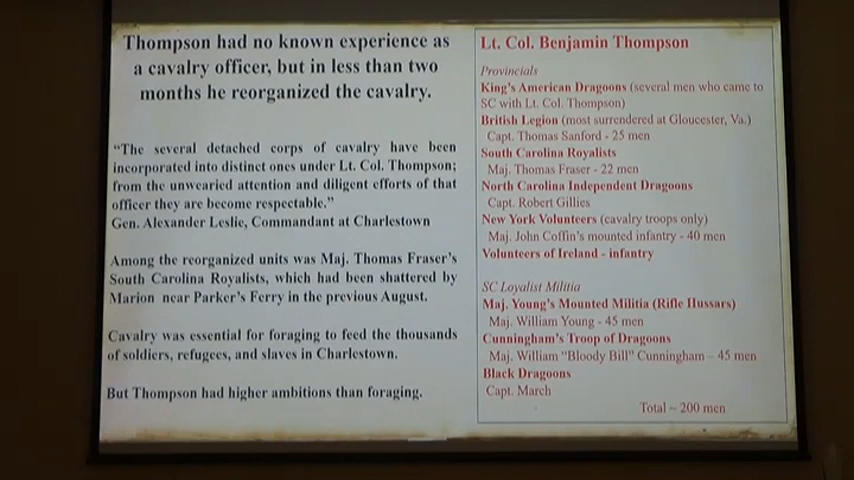 Thompson had no known experience as
a cavalry officer, but in less than two
months he reorganized the cavalry.
“The several detached corps of cavalry have been
incorporated into distinct ones under Lt. Col. Thompson;
from the unwearied attention and diligent efforts of that
officer they are become respectable.”
Gen. Alexander Leslie, Commandant at Charlestown
Among the reorganized units was Maj. Thomas Fraser’s
South Carolina Royalists, which had been shattered by
Marion near Parker’s Ferry in the previous August.
Cavalry was essential for foraging to feed the thousands
of soldiers, refugees, and slaves in Charlestown.
But Thompson had higher ambitions than foraging.
Lt. Col. Benjamin Thompson
Provincials
King’s American Dragoons (several men who came to
SC with Lt. Col. Thompson)
British Legion (most surrendered at Gloucester, Va.)
Capt. Thomas Sanford - 25 men
South Carolina Royalists
Maj. Thomas Fraser - 22 men
North Carolina Independent Dragoons
Capt. Robert Gillies
New York Volunteers (cavalry troops only)
Maj. John Coffin’s mounted infantry - 40 men
Volunteers of Ireland - infantry
SC Loyalist Militia
Maj. Young’s Mounted Militia (Rifle Hussars)
Maj. William Young - 45 men
Cunningham’s Troop of Dragoons
Maj. William “Bloody Bill” Cunningham – 45 men
Black Dragoons
Capt. March
Total ~ 200 men